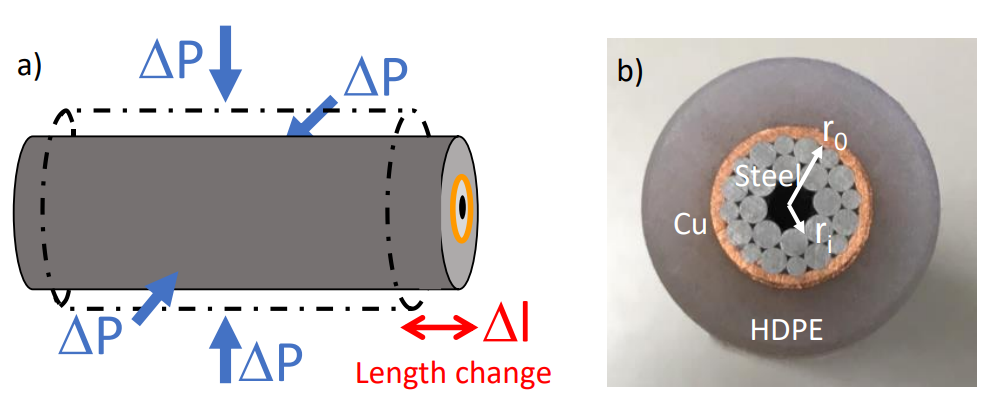 a)
ΔP
ΔP
ΔP
ΔP
Δl
Length change
b)
r0
Steel
ri
Cu
HDPE